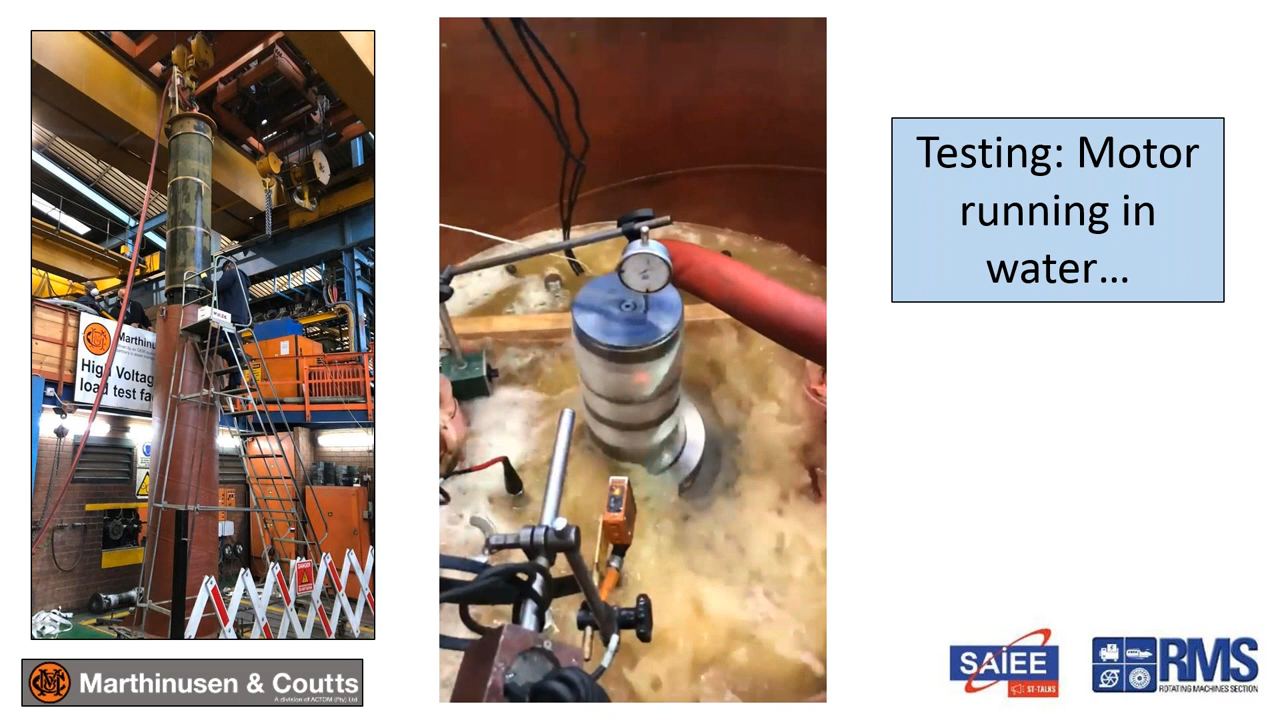 Testing: Motor
running in
water…
Marthinus
High Voltag
load test fa
DANGER
Marthinusen & Coutts
A division of ACTOM (Pty) Ltd
SAIEE
ST-TALKS
RMS
ROTATING MACHINES SECTION